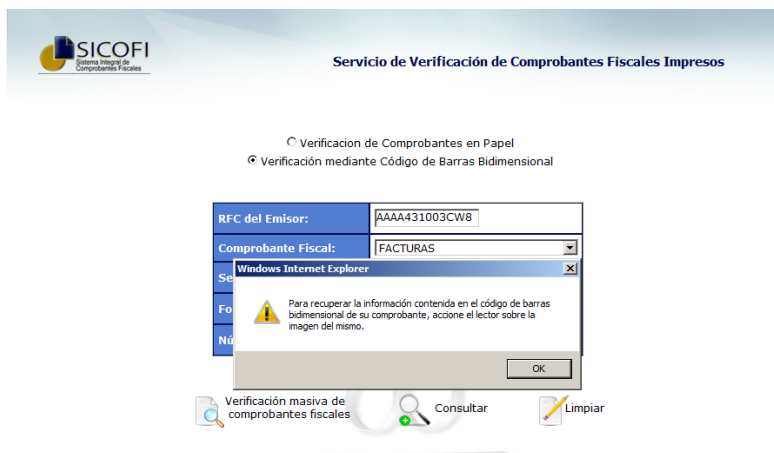 SICOFI
Sistema Integral de
Comprobantes Fiscales
Servicio de Verificación de Comprobantes Fiscales Impresos
Verificacion de Comprobantes en Papel
Verificación mediante Código de Barras Bidimensional
RFC del Emisor:
AAAA431003CW8
Comprobante Fiscal:
FACTURAS
Se
Windows Internet Explorer
Fo
Para recuperar la información contenida en el código de barras
bidimensional de su comprobante, accione el lector sobre la
imagen del mismo.
Nú
OK
Verificación masiva de
comprobantes fiscales
Consultar
Limpiar